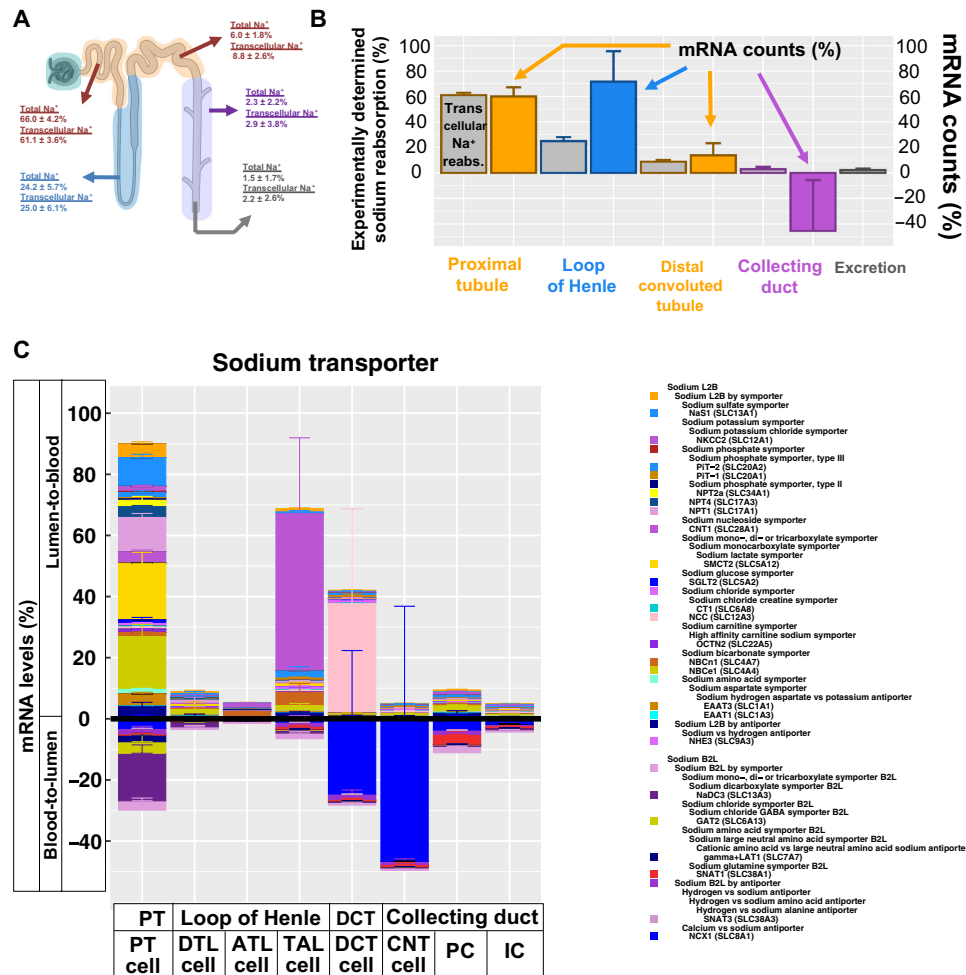 A
Total Na+
6.0 ± 1.8%
Transcellular Na+
8.8 ± 2.6%
Total Na+
2.3 ± 2.2%
Transcellular Na+
2.9 ± 3.8%
Total Na+
66.0 ± 4.2%
Transcellular Na+
61.1 ± 3.6%
Total Na+
24.2 ± 5.7%
Transcellular Na+
25.0 ± 6.1%
Total Na+
1.5 ± 1.7%
Transcellular Na+
2.2 ± 2.6%
B
Experimentally determined
sodium reabsorption (%)
100
80
60
40
20
0
mRNA counts (%)
Trans
cellular
Na+
reabs.
100
80
60
40
20
0
−20
−40
mRNA counts (%)
Proximal
tubule
Loop
of Henle
Distal
convoluted
tubule
Collecting
duct
Excretion
C
Sodium transporter
mRNA levels (%)
Lumen-to-blood
Blood-to-lumen
100
80
60
40
20
0
−20
−40
PT
Loop of Henle
DCT
Collecting duct
PT
cell
DTL
cell
ATL
cell
TAL
cell
DCT
cell
CNT
cell
PC
IC
Sodium L2B
Sodium L2B by symporter
Sodium sulfate symporter
NaS1 (SLC13A1)
Sodium potassium symporter
Sodium potassium chloride symporter
NKCC2 (SLC12A1)
Sodium phosphate symporter
Sodium phosphate symporter, type III
PiT−2 (SLC20A2)
PiT−1 (SLC20A1)
Sodium phosphate symporter, type II
NPT2a (SLC34A1)
NPT4 (SLC17A3)
NPT1 (SLC17A1)
Sodium nucleoside symporter
CNT1 (SLC28A1)
Sodium mono−, di− or tricarboxylate symporter
Sodium monocarboxylate symporter
Sodium lactate symporter
SMCT2 (SLC5A12)
Sodium glucose symporter
SGLT2 (SLC5A2)
Sodium chloride symporter
Sodium chloride creatine symporter
CT1 (SLC6A8)
NCC (SLC12A3)
Sodium carnitine symporter
High affinity carnitine sodium symporter
OCTN2 (SLC22A5)
Sodium bicarbonate symporter
NBCn1 (SLC4A7)
NBCe1 (SLC4A4)
Sodium amino acid symporter
Sodium aspartate symporter
Sodium hydrogen aspartate vs potassium antiporter
EAAT3 (SLC1A1)
EAAT1 (SLC1A3)
Sodium L2B by antiporter
Sodium vs hydrogen antiporter
NHE3 (SLC9A3)
Sodium B2L
Sodium B2L by symporter
Sodium mono−, di− or tricarboxylate symporter B2L
Sodium dicarboxylate symporter B2L
NaDC3 (SLC13A3)
Sodium chloride symporter B2L
Sodium chloride GABA symporter B2L
GAT2 (SLC6A13)
Sodium amino acid symporter B2L
Sodium large neutral amino acid symporter B2L
Cationic amino acid vs large neutral amino acid sodium antiporte
gamma+LAT1 (SLC7A7)
Sodium glutamine symporter B2L
SNAT1 (SLC38A1)
Sodium B2L by antiporter
Hydrogen vs sodium antiporter
Hydrogen vs sodium amino acid antiporter
Hydrogen vs sodium alanine antiporter
SNAT3 (SLC38A3)
Calcium vs sodium antiporter
NCX1 (SLC8A1)